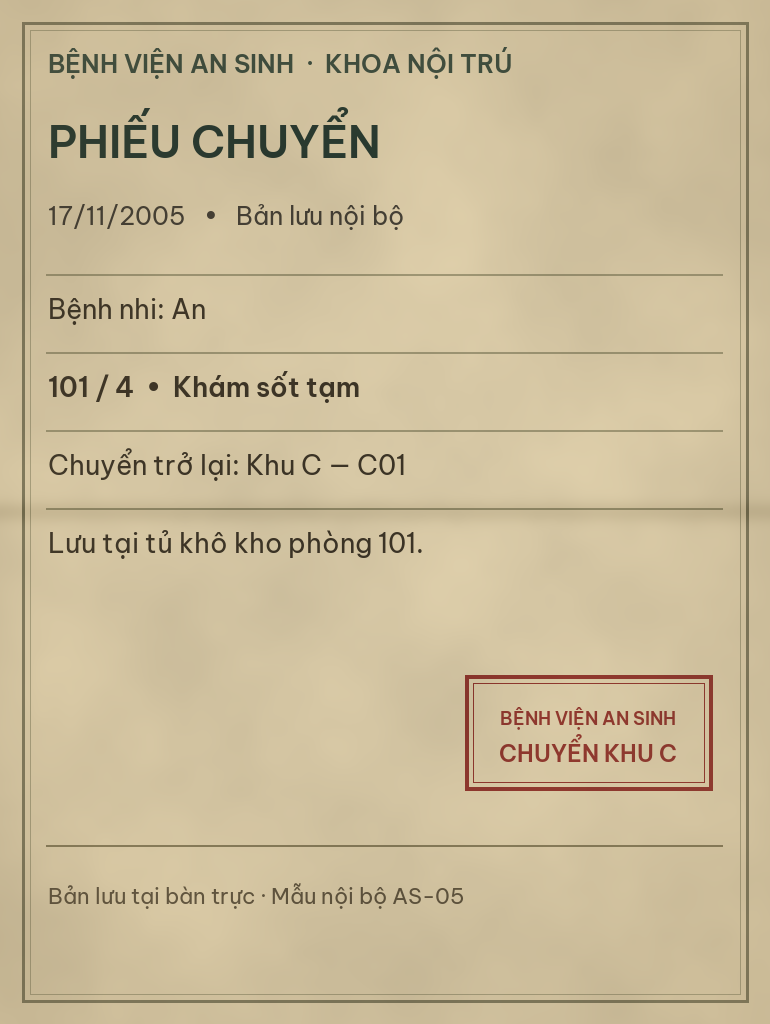 BỆNH VIỆN AN SINH · KHOA NỘI TRÚ
PHIẾU CHUYỂN
17/11/2005 • Bản lưu nội bộ
Bệnh nhi: An
101 / 4 • Khám sốt tạm
Chuyển trở lại: Khu C — C01
Lưu tại tủ khô kho phòng 101.
BỆNH VIỆN AN SINH
CHUYỂN KHU C
Bản lưu tại bàn trực · Mẫu nội bộ AS-05